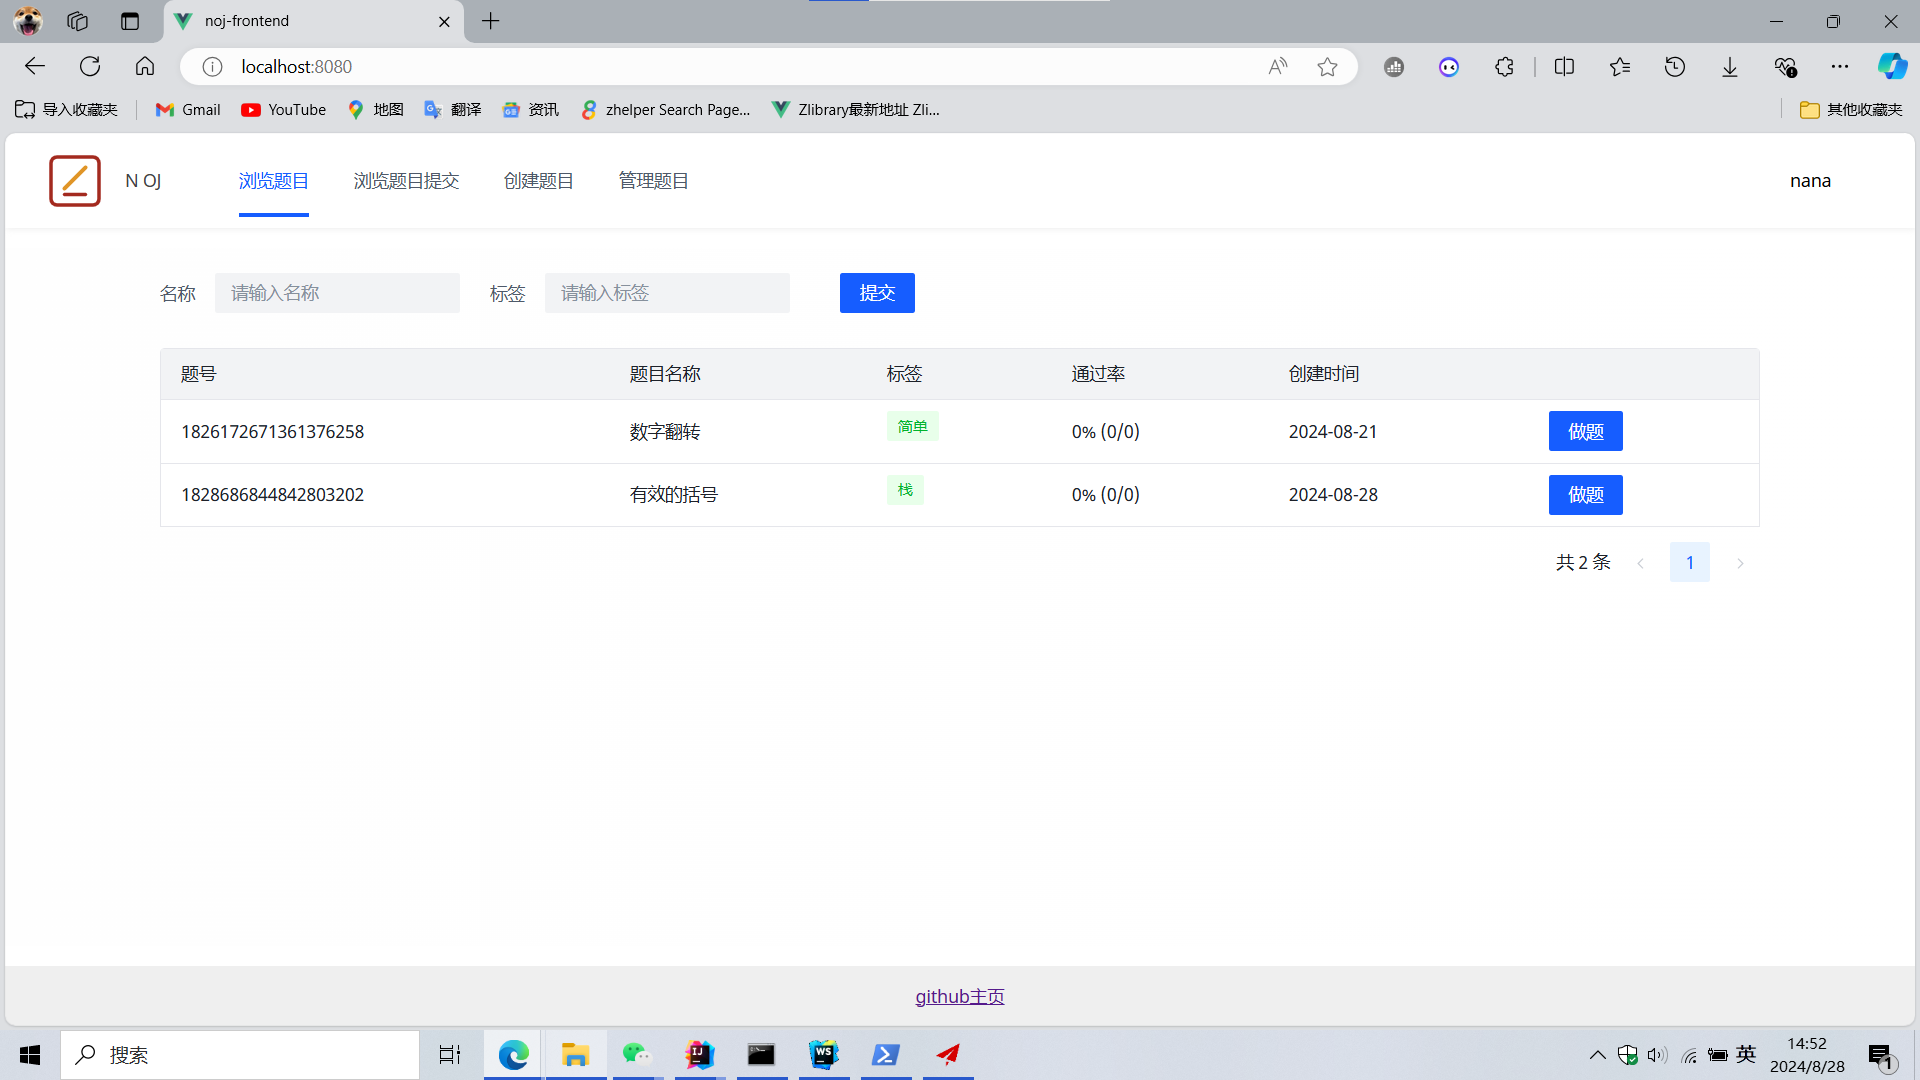 noj-frontend
localhost:8080
导入收藏夹 Gmail YouTube 地图 翻译 资讯 zhelper Search Page... Zlibrary最新地址 Zli... 其他收藏夹
N OJ 浏览题目 浏览题目提交 创建题目 管理题目 nana
名称 请输入名称 标签 请输入标签 提交
题号 题目名称 标签 通过率 创建时间
1826172671361376258 数字翻转 简单 0% (0/0) 2024-08-21 做题
1828686844842803202 有效的括号 栈 0% (0/0) 2024-08-28 做题
共 2 条 1
github主页
搜索 英 14:52
2024/8/28 1